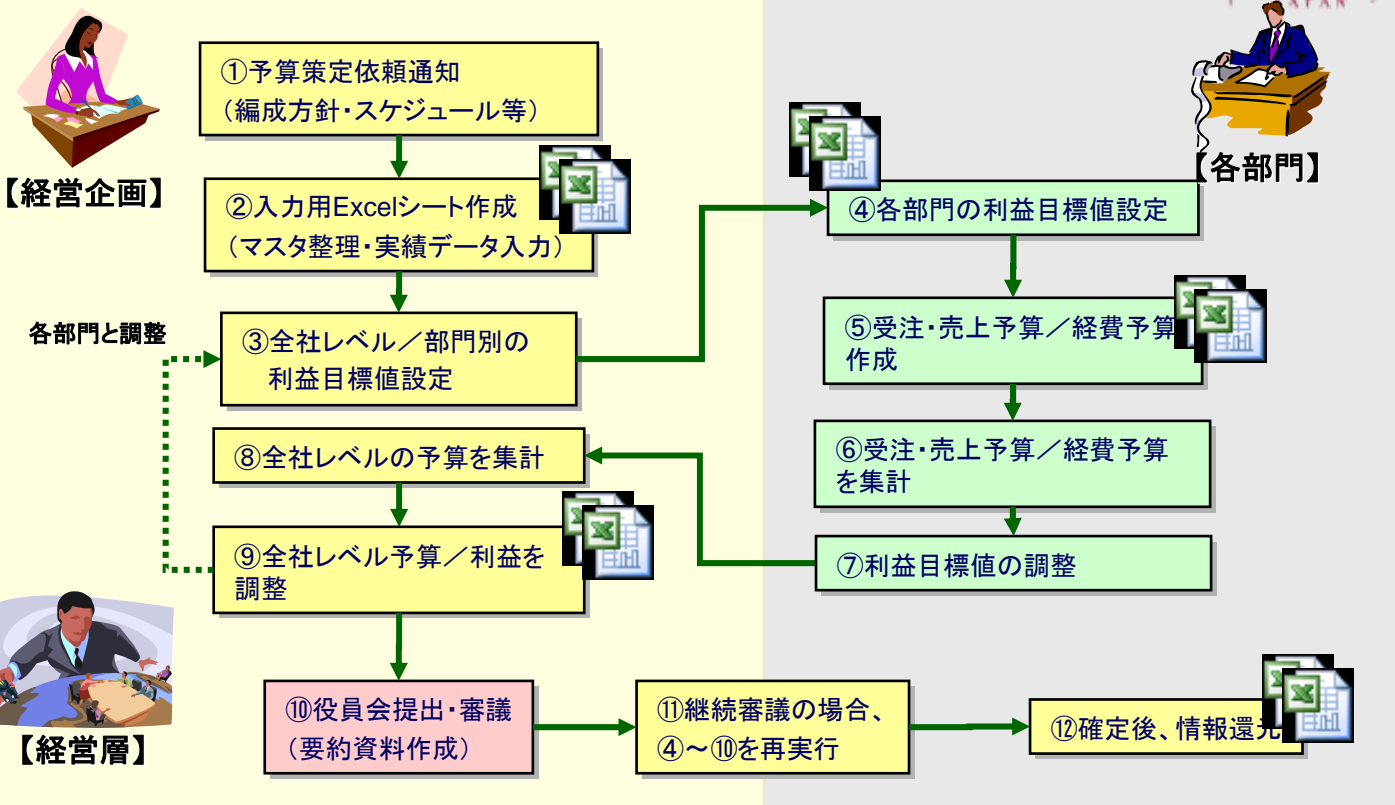 APAN
①予算策定依頼通知
（編成方針・スケジュール等）
【経営企画】
【各部門】
②入力用Excelシート作成
（マスタ整理・実績データ入力）
④各部門の利益目標値設定
各部門と調整
③全社レベル／部門別の
利益目標値設定
⑤受注・売上予算／経費予算
作成
⑧全社レベルの予算を集計
⑥受注・売上予算／経費予算
を集計
⑨全社レベル予算／利益を
調整
⑦利益目標値の調整
⑩役員会提出・審議
（要約資料作成）
⑪継続審議の場合、
④～⑩を再実行
⑫確定後、情報還元
【経営層】